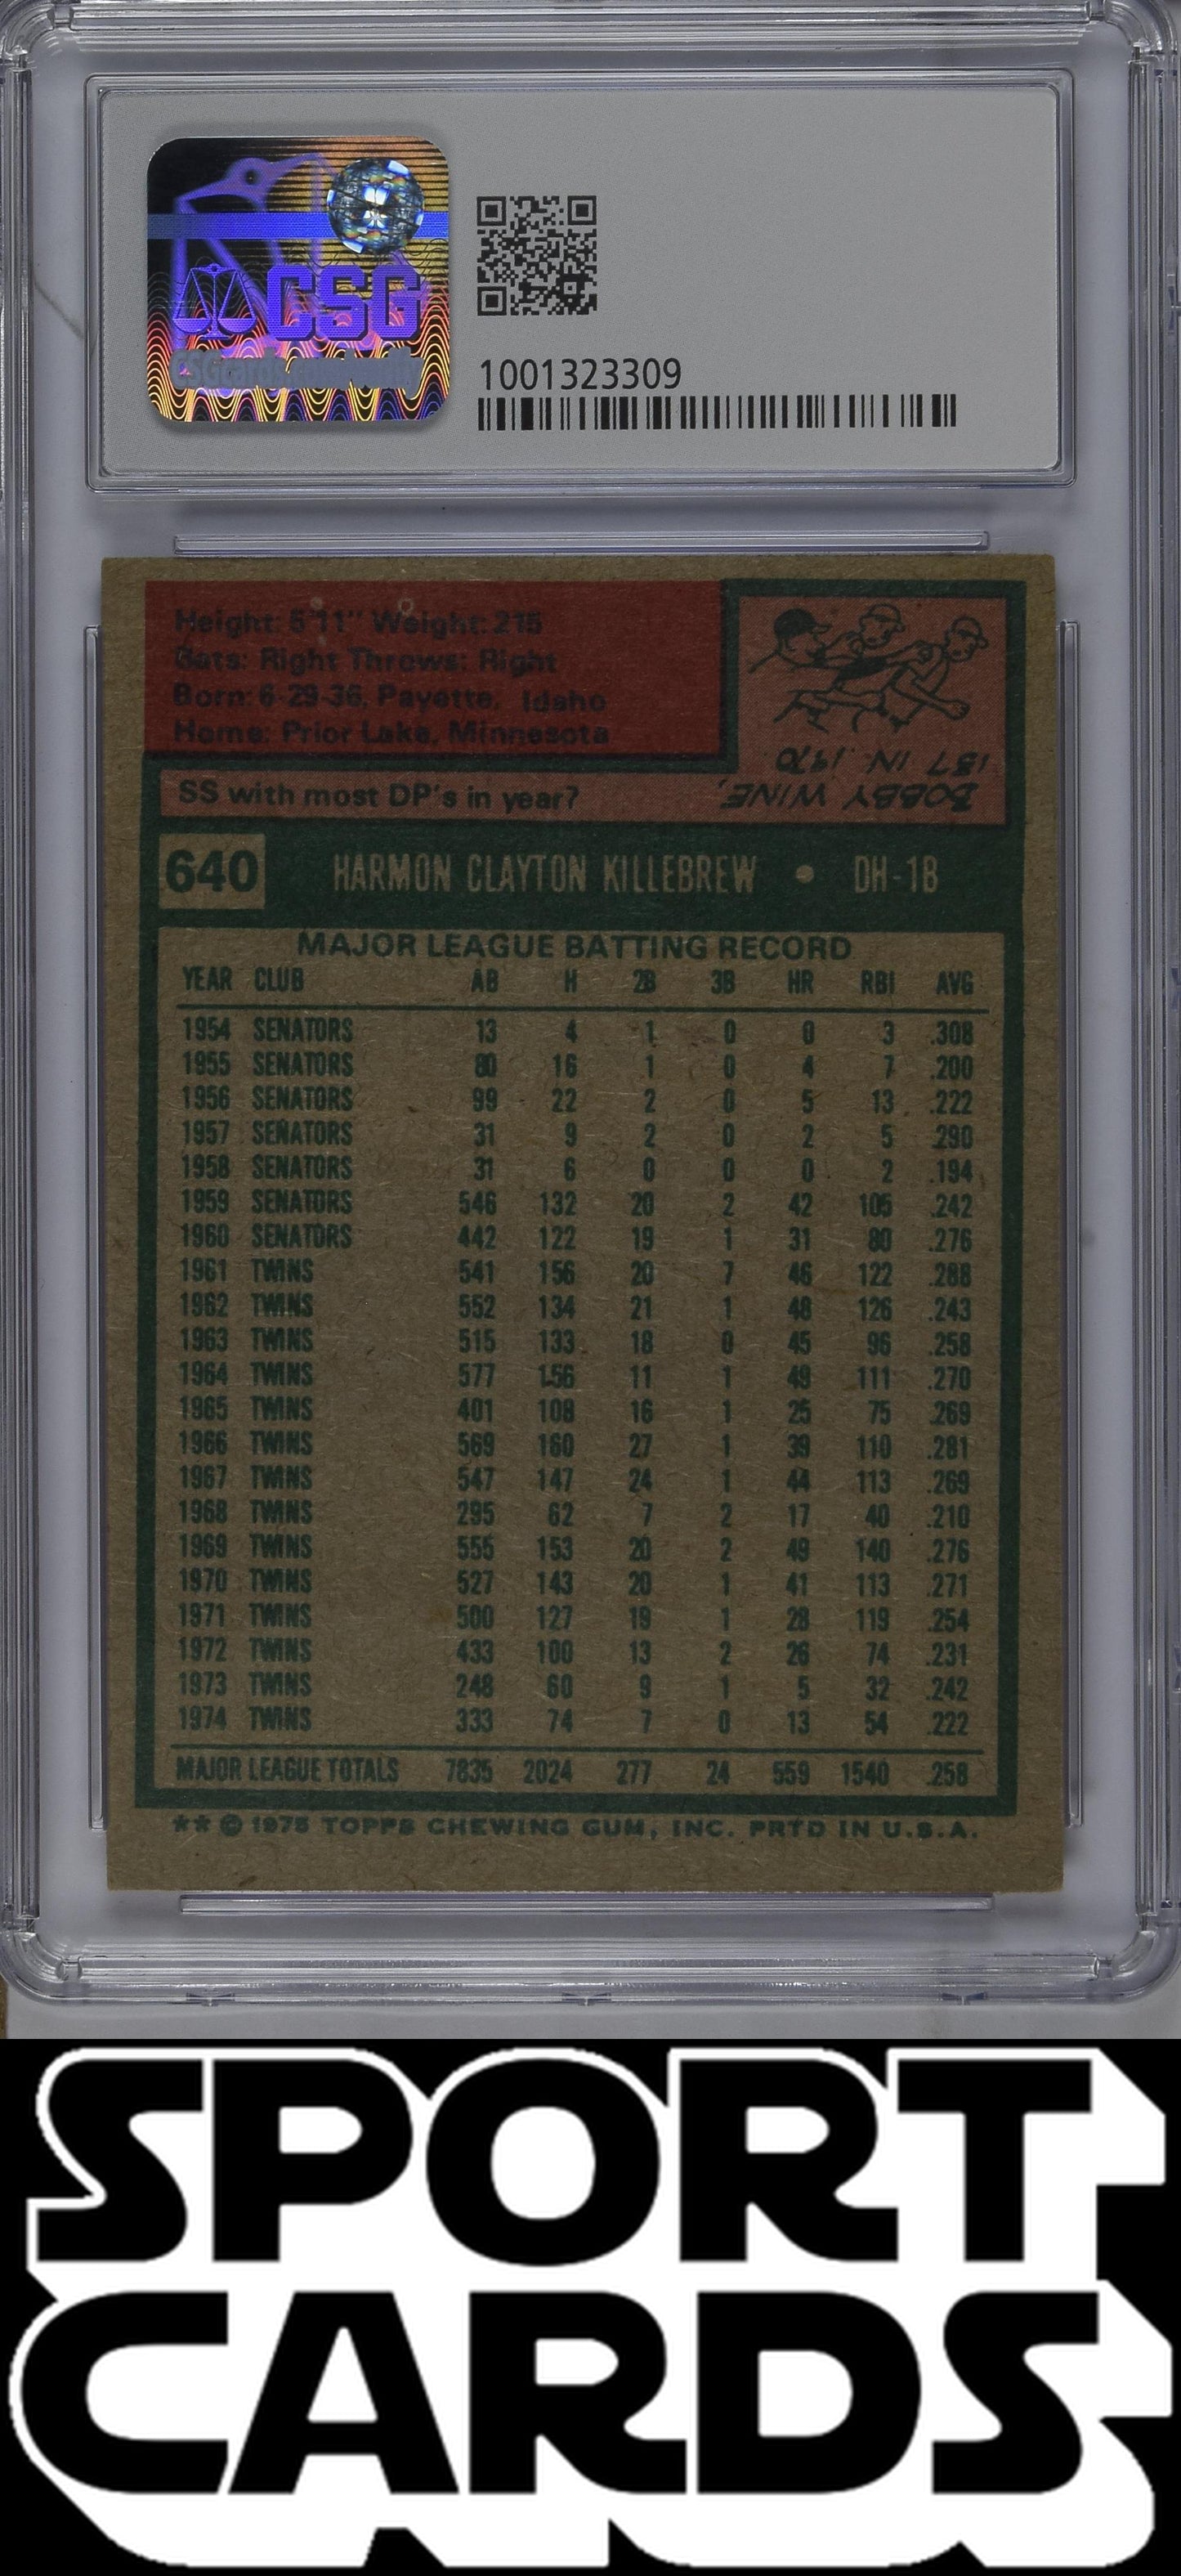 CSG
1001323309
Height: 5'11" Weight: 215
Bats: Right Throws: Right
Born: 6-29-36, Payette, Idaho
Home: Prior Lake, Minnesota
SS with most DP's in year?
BOBBY WINE,
137 IN 1970.
640 HARMON CLAYTON KILLEBREW • DH-1B
MAJOR LEAGUE BATTING RECORD
YEAR CLUB AB H 2B 3B HR RBI AVG
1954 SENATORS 13 4 1 0 0 3 .308
1955 SENATORS 80 16 1 0 4 7 .200
1956 SENATORS 99 22 2 0 5 13 .222
1957 SENATORS 31 9 2 0 2 5 .290
1958 SENATORS 31 6 0 0 0 2 .194
1959 SENATORS 546 132 20 2 42 105 .242
1960 SENATORS 442 122 19 1 31 80 .276
1961 TWINS 541 156 20 7 46 122 .288
1962 TWINS 552 134 21 1 48 126 .243
1963 TWINS 515 133 18 0 45 96 .258
1964 TWINS 577 156 11 1 49 111 .270
1965 TWINS 401 108 16 1 25 75 .269
1966 TWINS 569 160 27 1 39 110 .281
1967 TWINS 547 147 24 1 44 113 .269
1968 TWINS 295 62 7 2 17 40 .210
1969 TWINS 555 153 20 2 49 140 .276
1970 TWINS 527 143 20 1 41 113 .271
1971 TWINS 500 127 19 1 28 119 .254
1972 TWINS 433 100 13 2 26 74 .231
1973 TWINS 248 60 9 1 5 32 .242
1974 TWINS 333 74 7 0 13 54 .222
MAJOR LEAGUE TOTALS 7835 2024 277 24 559 1540 .258
** © 1975 TOPPS CHEWING GUM, INC. PRTD IN U.S.A.
SPORT
CARDS